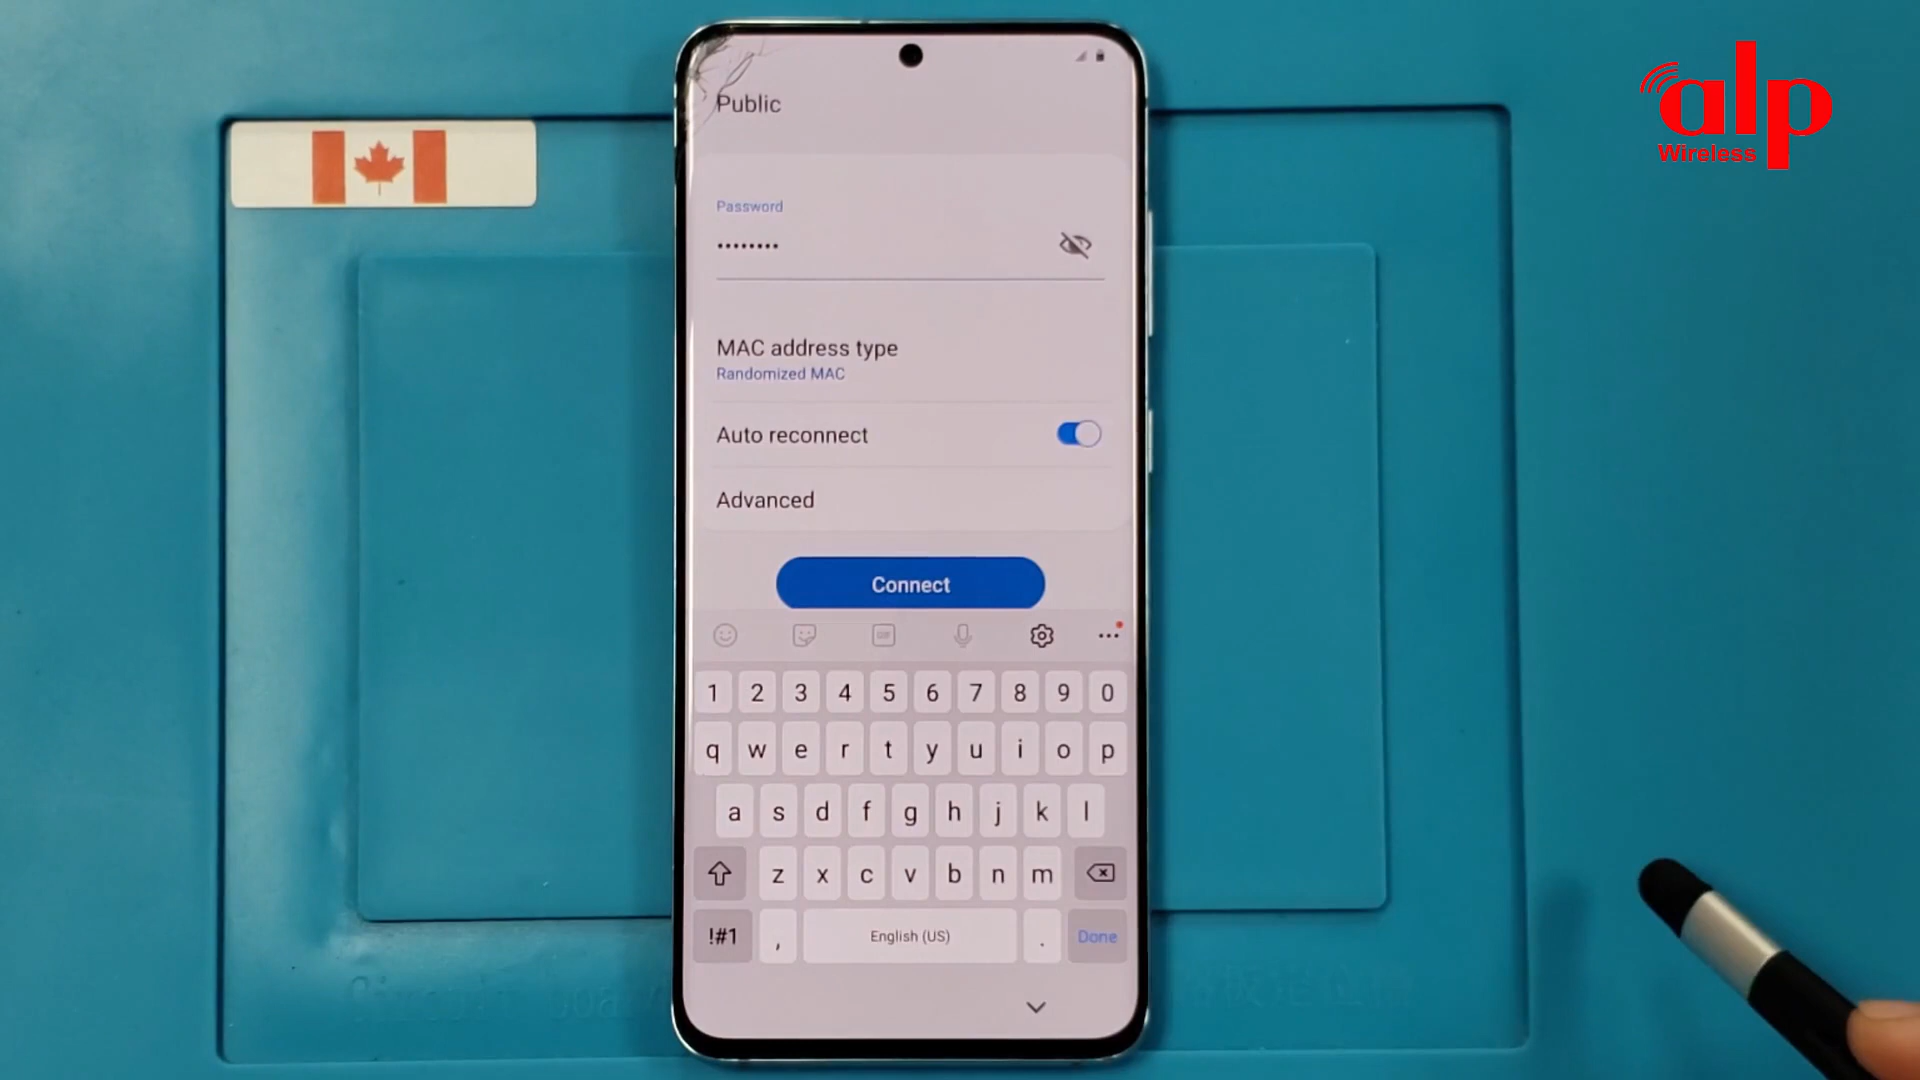 alp
Wireless
Public
Password
••••••••
MAC address type
Randomized MAC
Auto reconnect
Advanced
Connect
GIF
1 2 3 4 5 6 7 8 9 0
q w e r t y u i o p
a s d f g h j k l
z x c v b n m
!#1 , English (US) . Done